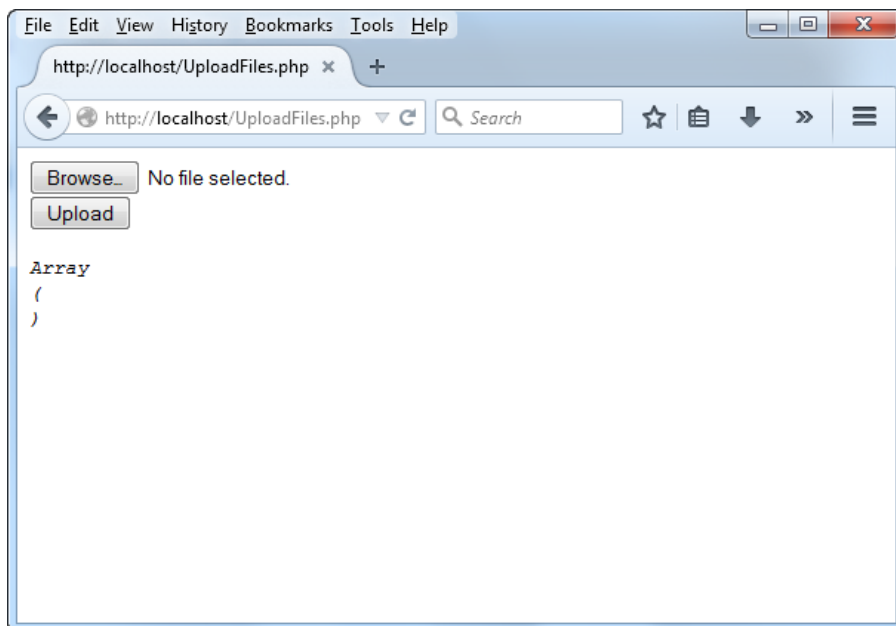 File Edit View History Bookmarks Tools Help
http://localhost/UploadFiles.php
http://localhost/UploadFiles.php Search
Browse… No file selected.
Upload
Array
(
)